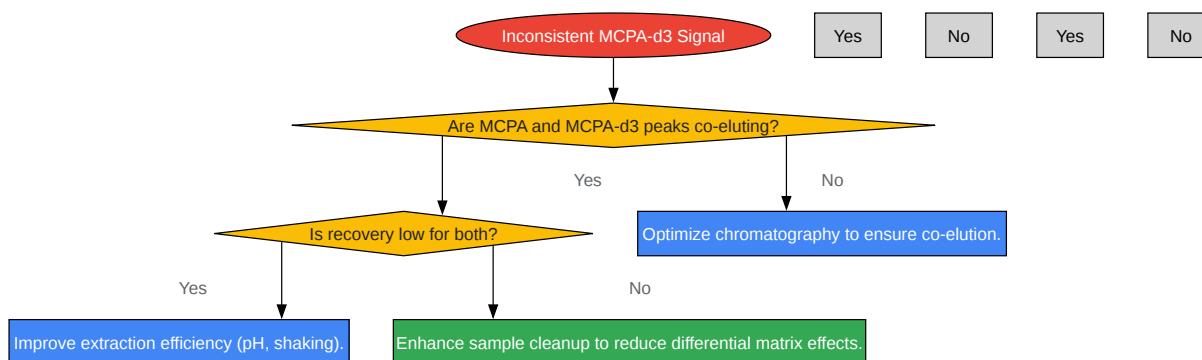 Inconsistent MCPA-d3 Signal
Yes
No
Yes
No
Are MCPA and MCPA-d3 peaks co-eluting?
Yes
No
Is recovery low for both?
Optimize chromatography to ensure co-elution.
Yes
No
Improve extraction efficiency (pH, shaking).
Enhance sample cleanup to reduce differential matrix effects.